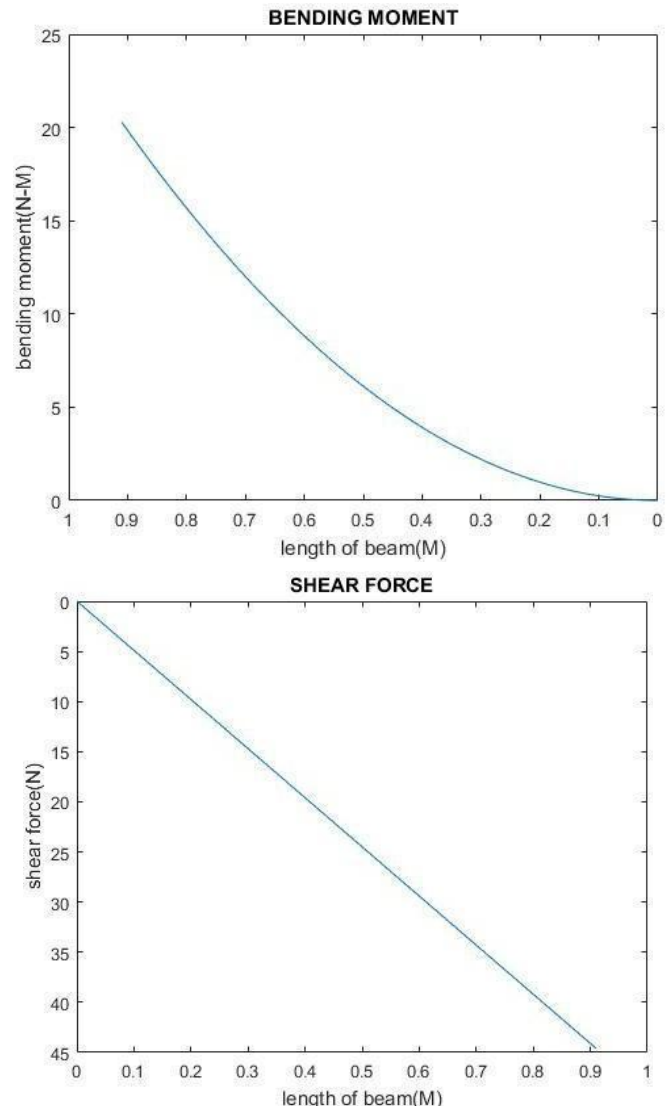 BENDING MOMENT
25
20
15
10
5
0
bending moment(N-M)
1 0.9 0.8 0.7 0.6 0.5 0.4 0.3 0.2 0.1 0
length of beam(M)
SHEAR FORCE
0
5
10
15
20
25
30
35
40
45
shear force(N)
0 0.1 0.2 0.3 0.4 0.5 0.6 0.7 0.8 0.9 1
length of beam(M)